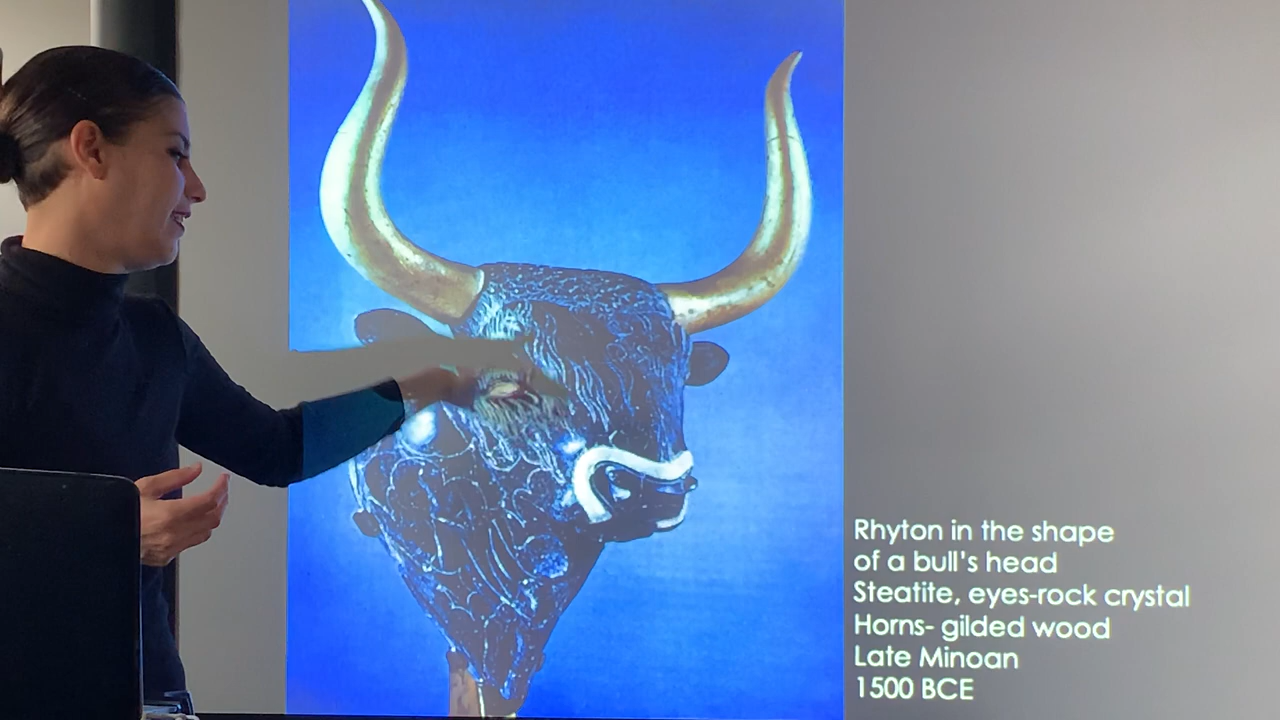 Rhyton in the shape
of a bull's head
Steatite, eyes-rock crystal
Horns- gilded wood
Late Minoan
1500 BCE